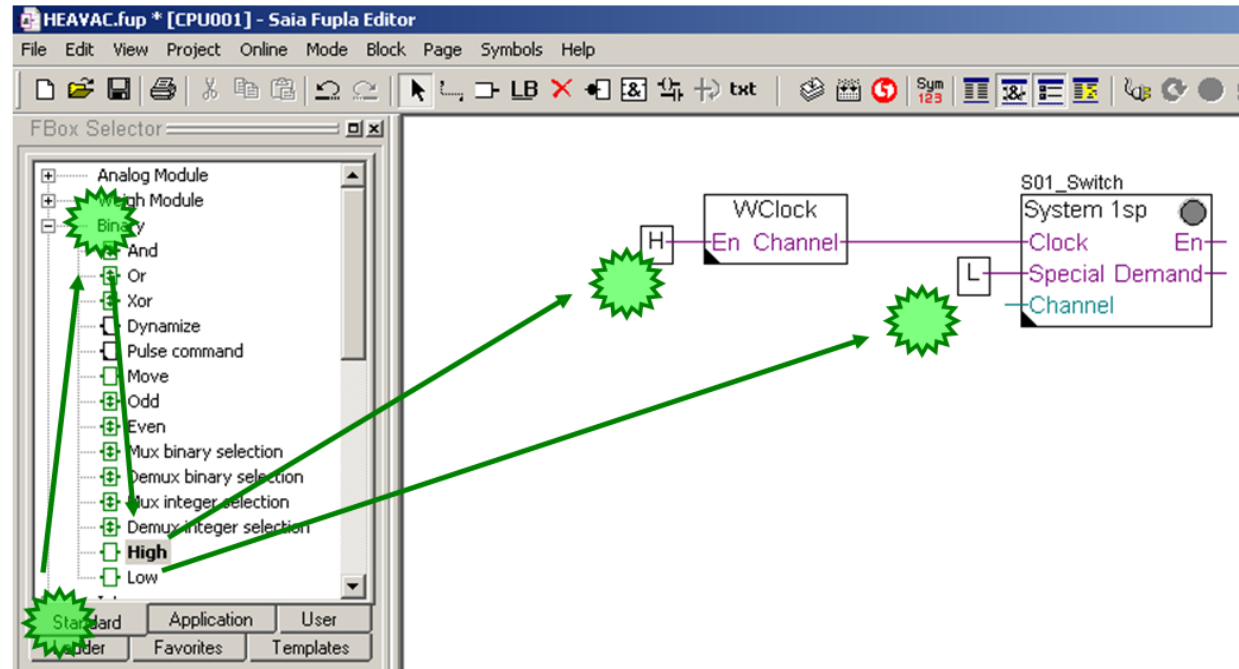 HEAVAC.fup * [CPU001] - Saia Fupla Editor
File Edit View Project Online Mode Block Page Symbols Help
LB txt Sym 123
FBox Selector
Analog Module
Weigh Module
Binary
And
Or
Xor
Dynamize
Pulse command
Move
Odd
Even
Mux binary selection
Demux binary selection
Mux integer selection
Demux integer selection
High
Low
Standard Application User
Favorites Templates
H
WClock
En Channel
S01_Switch
System 1sp
Clock En
L
Special Demand
Channel